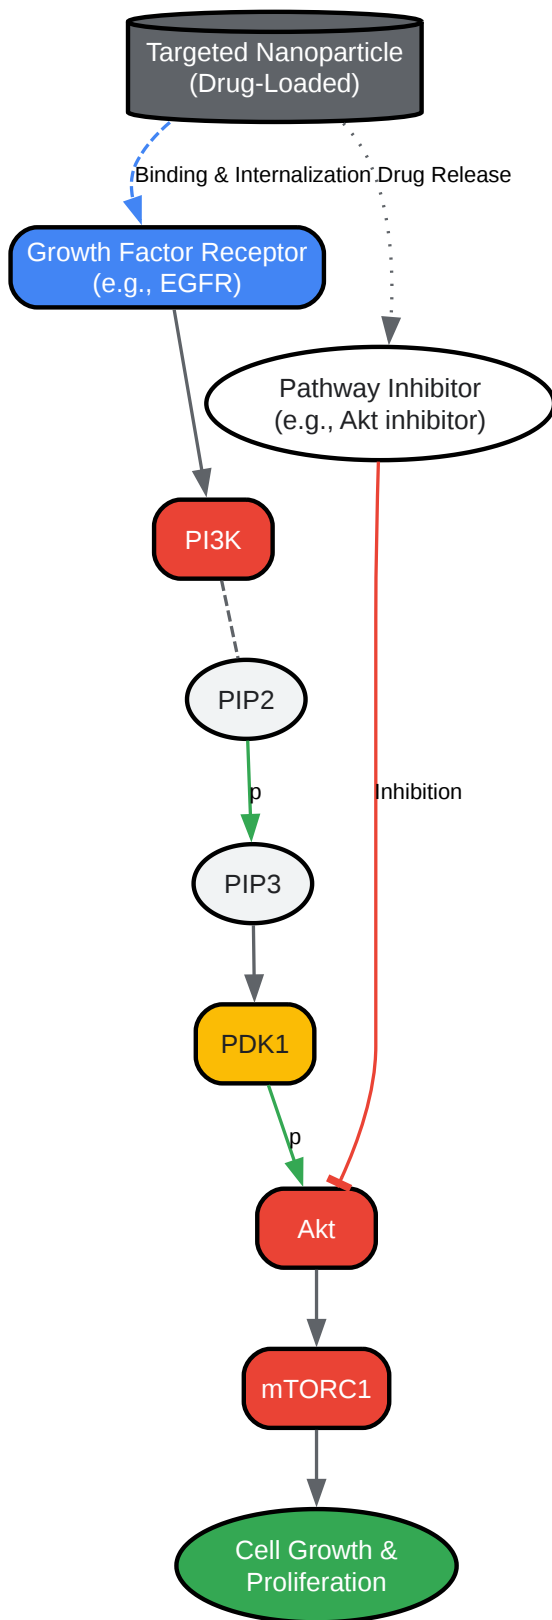 Targeted Nanoparticle
(Drug-Loaded)
Binding & Internalization
Drug Release
Growth Factor Receptor
(e.g., EGFR)
Pathway Inhibitor
(e.g., Akt inhibitor)
PI3K
PIP2
p
Inhibition
PIP3
PDK1
p
Akt
mTORC1
Cell Growth &
Proliferation